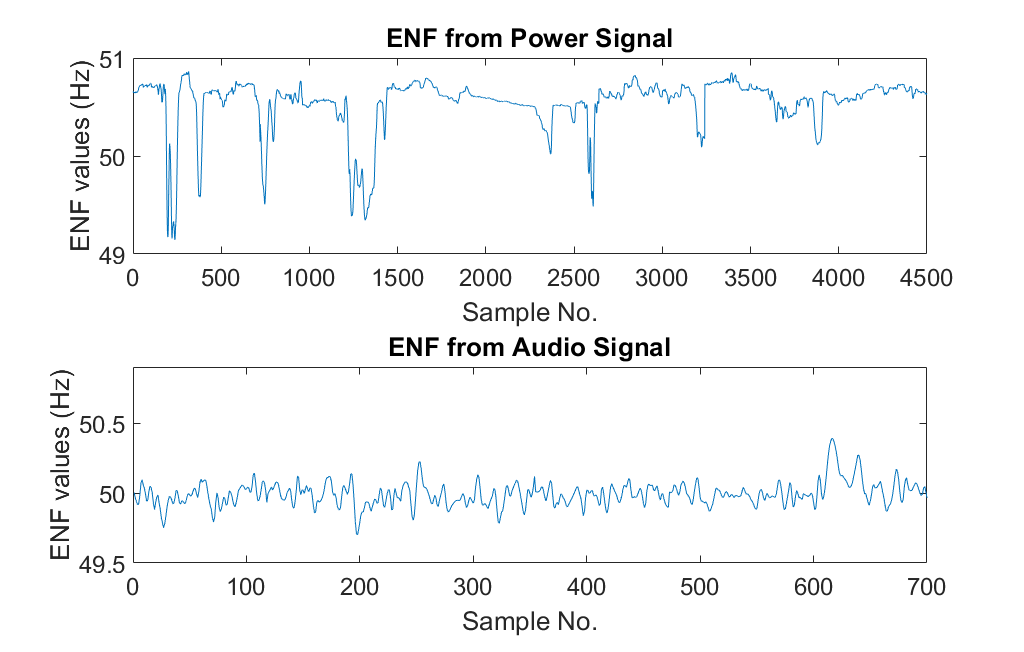 ENF from Power Signal
51
50
49
ENF values (Hz)
0 500 1000 1500 2000 2500 3000 3500 4000 4500
Sample No.
ENF from Audio Signal
50.5
50
49.5
ENF values (Hz)
0 100 200 300 400 500 600 700
Sample No.